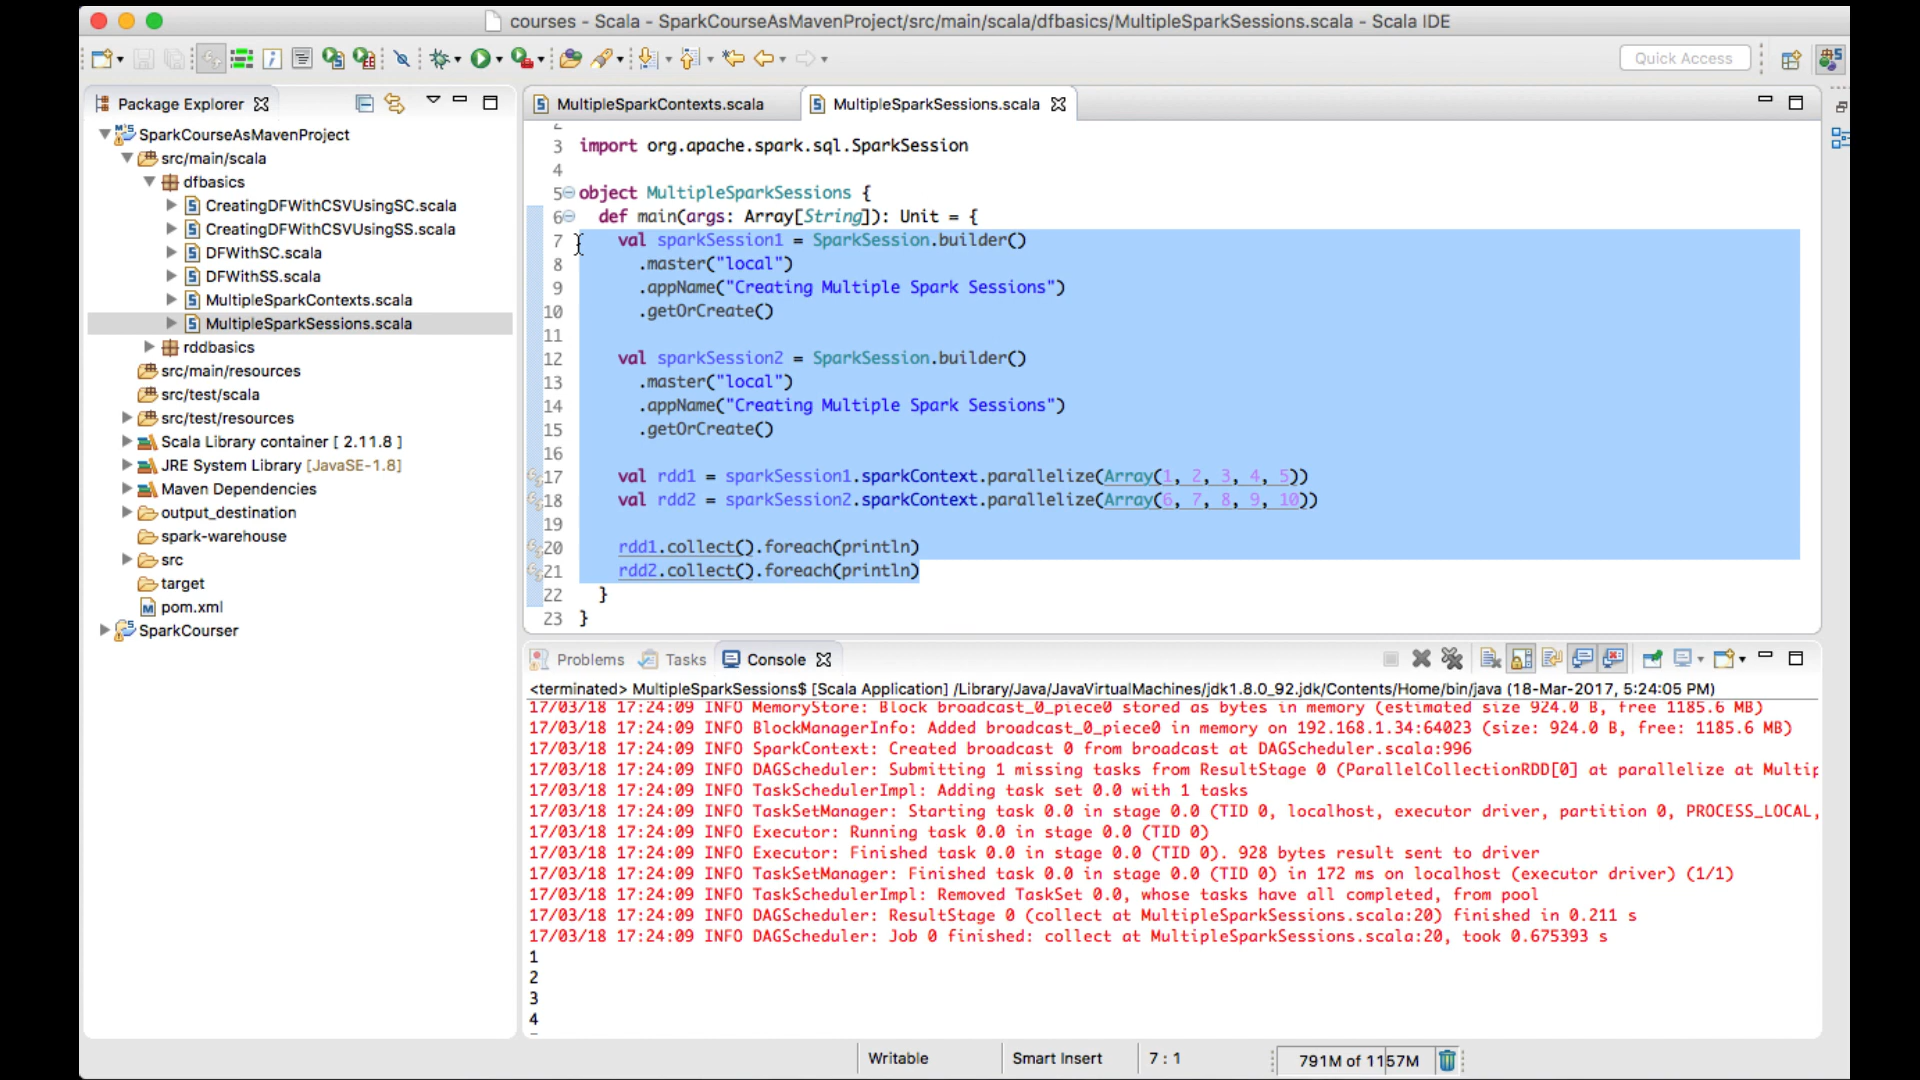 courses - Scala - SparkCourseAsMavenProject/src/main/scala/dfbasics/MultipleSparkSessions.scala - Scala IDE
Quick Access
Package Explorer
SparkCourseAsMavenProject
src/main/scala
dfbasics
CreatingDFWithCSVUsingSC.scala
CreatingDFWithCSVUsingSS.scala
DFWithSC.scala
DFWithSS.scala
MultipleSparkContexts.scala
MultipleSparkSessions.scala
rddbasics
src/main/resources
src/test/scala
src/test/resources
Scala Library container [ 2.11.8 ]
JRE System Library [JavaSE-1.8]
Maven Dependencies
output_destination
spark-warehouse
src
target
pom.xml
SparkCourser
MultipleSparkContexts.scala
MultipleSparkSessions.scala
3 import org.apache.spark.sql.SparkSession
4
5 object MultipleSparkSessions {
6 def main(args: Array[String]): Unit = {
7 val sparkSession1 = SparkSession.builder()
8 .master("local")
9 .appName("Creating Multiple Spark Sessions")
10 .getOrCreate()
11
12 val sparkSession2 = SparkSession.builder()
13 .master("local")
14 .appName("Creating Multiple Spark Sessions")
15 .getOrCreate()
16
17 val rdd1 = sparkSession1.sparkContext.parallelize(Array(1, 2, 3, 4, 5))
18 val rdd2 = sparkSession2.sparkContext.parallelize(Array(6, 7, 8, 9, 10))
19
20 rdd1.collect().foreach(println)
21 rdd2.collect().foreach(println)
22 }
23 }
Problems Tasks Console
<terminated> MultipleSparkSessions$ [Scala Application] /Library/Java/JavaVirtualMachines/jdk1.8.0_92.jdk/Contents/Home/bin/java (18-Mar-2017, 5:24:05 PM)
17/03/18 17:24:09 INFO MemoryStore: Block broadcast_0_piece0 stored as bytes in memory (estimated size 924.0 B, free 1185.6 MB)
17/03/18 17:24:09 INFO BlockManagerInfo: Added broadcast_0_piece0 in memory on 192.168.1.34:64023 (size: 924.0 B, free: 1185.6 MB)
17/03/18 17:24:09 INFO SparkContext: Created broadcast 0 from broadcast at DAGScheduler.scala:996
17/03/18 17:24:09 INFO DAGScheduler: Submitting 1 missing tasks from ResultStage 0 (ParallelCollectionRDD[0] at parallelize at Multip
17/03/18 17:24:09 INFO TaskSchedulerImpl: Adding task set 0.0 with 1 tasks
17/03/18 17:24:09 INFO TaskSetManager: Starting task 0.0 in stage 0.0 (TID 0, localhost, executor driver, partition 0, PROCESS_LOCAL,
17/03/18 17:24:09 INFO Executor: Running task 0.0 in stage 0.0 (TID 0)
17/03/18 17:24:09 INFO Executor: Finished task 0.0 in stage 0.0 (TID 0). 928 bytes result sent to driver
17/03/18 17:24:09 INFO TaskSetManager: Finished task 0.0 in stage 0.0 (TID 0) in 172 ms on localhost (executor driver) (1/1)
17/03/18 17:24:09 INFO TaskSchedulerImpl: Removed TaskSet 0.0, whose tasks have all completed, from pool
17/03/18 17:24:09 INFO DAGScheduler: ResultStage 0 (collect at MultipleSparkSessions.scala:20) finished in 0.211 s
17/03/18 17:24:09 INFO DAGScheduler: Job 0 finished: collect at MultipleSparkSessions.scala:20, took 0.675393 s
1
2
3
4
Writable Smart Insert 7 : 1 791M of 1157M